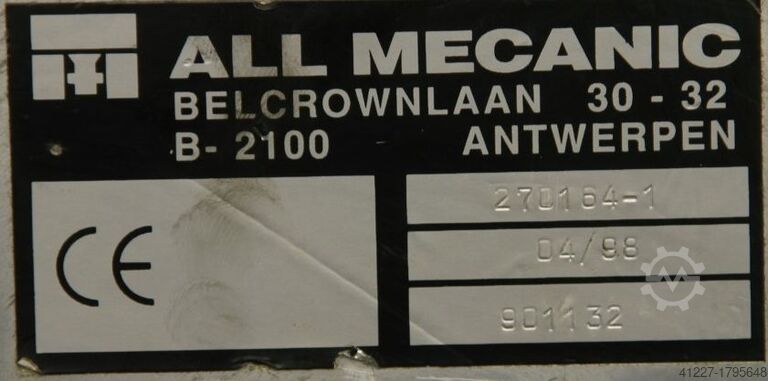 ALL MECANIC
BELCROWNLAAN 30 - 32
B- 2100 ANTWERPEN
CE
270164-1
04/98
901132
41227-1795648